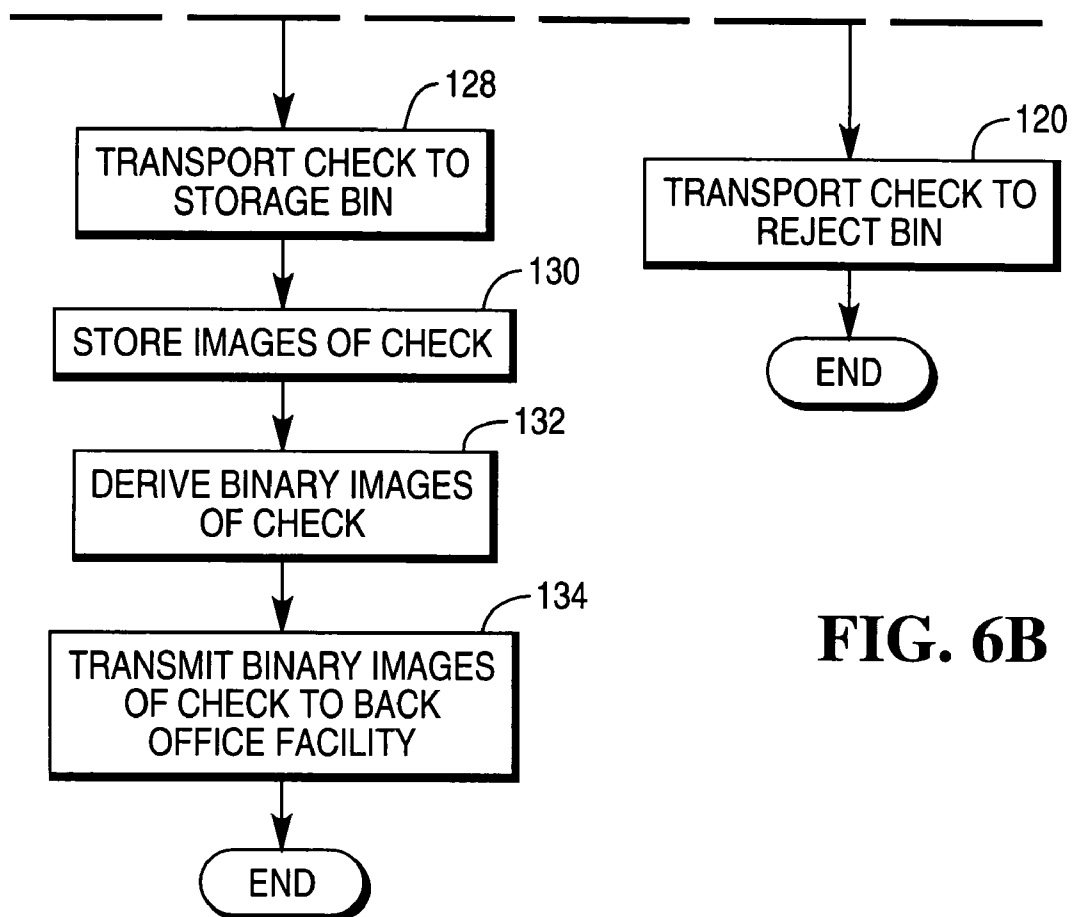 128
TRANSPORT CHECK TO
STORAGE BIN
130
STORE IMAGES OF CHECK
132
DERIVE BINARY IMAGES
OF CHECK
134
TRANSMIT BINARY IMAGES
OF CHECK TO BACK
OFFICE FACILITY
END
120
TRANSPORT CHECK TO
REJECT BIN
END
FIG. 6B